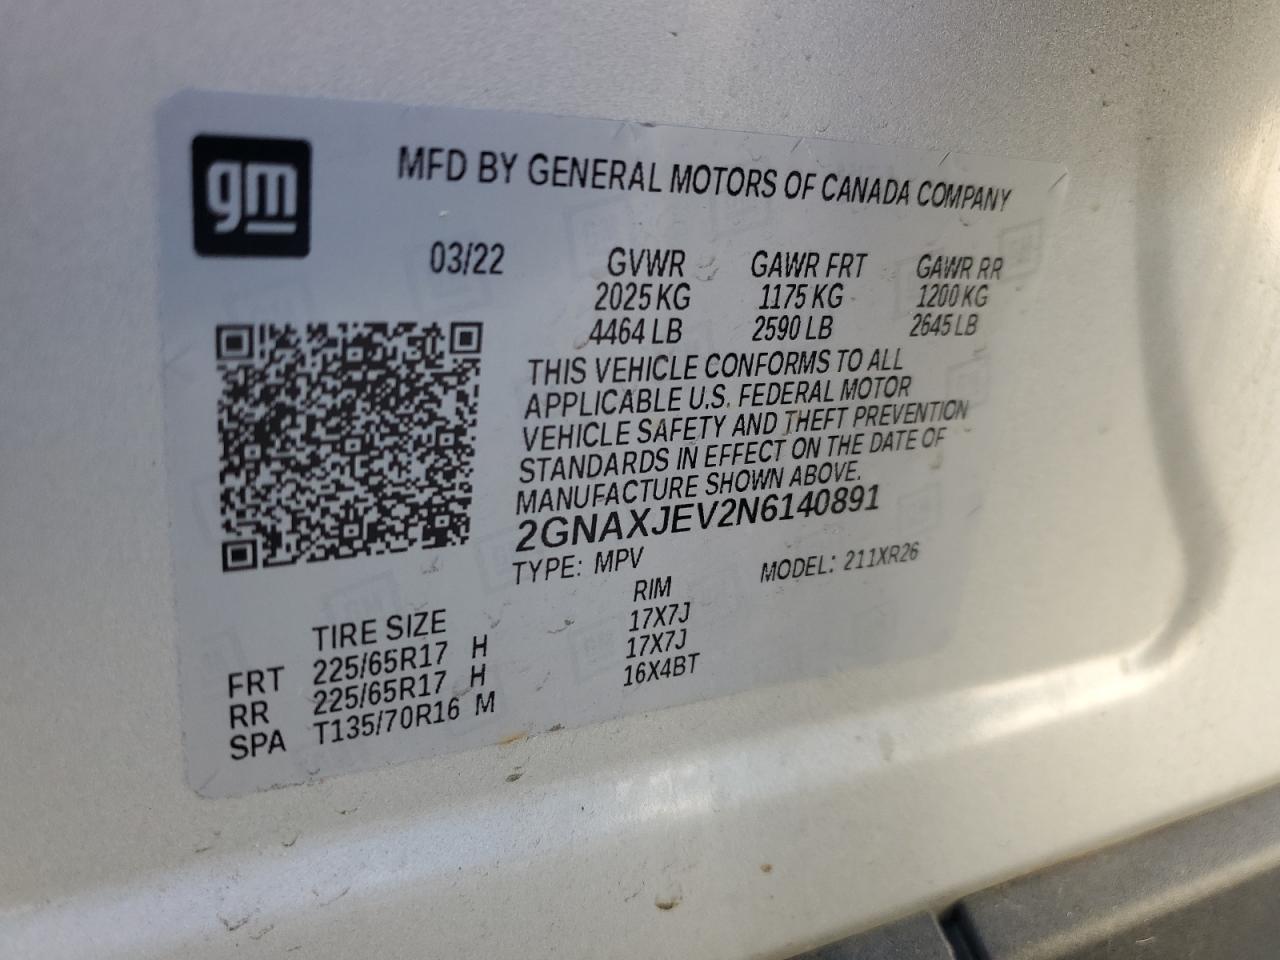 gm
MFD BY GENERAL MOTORS OF CANADA COMPANY
03/22 GVWR GAWR FRT GAWR RR
2025 KG 1175 KG 1200 KG
4464 LB 2590 LB 2645 LB
THIS VEHICLE CONFORMS TO ALL
APPLICABLE U.S. FEDERAL MOTOR
VEHICLE SAFETY AND THEFT PREVENTION
STANDARDS IN EFFECT ON THE DATE OF
MANUFACTURE SHOWN ABOVE.
2GNAXJEV2N6140891
TYPE: MPV MODEL: 211XR26
TIRE SIZE RIM
FRT 225/65R17 H 17X7J
RR 225/65R17 H 17X7J
SPA T135/70R16 M 16X4BT